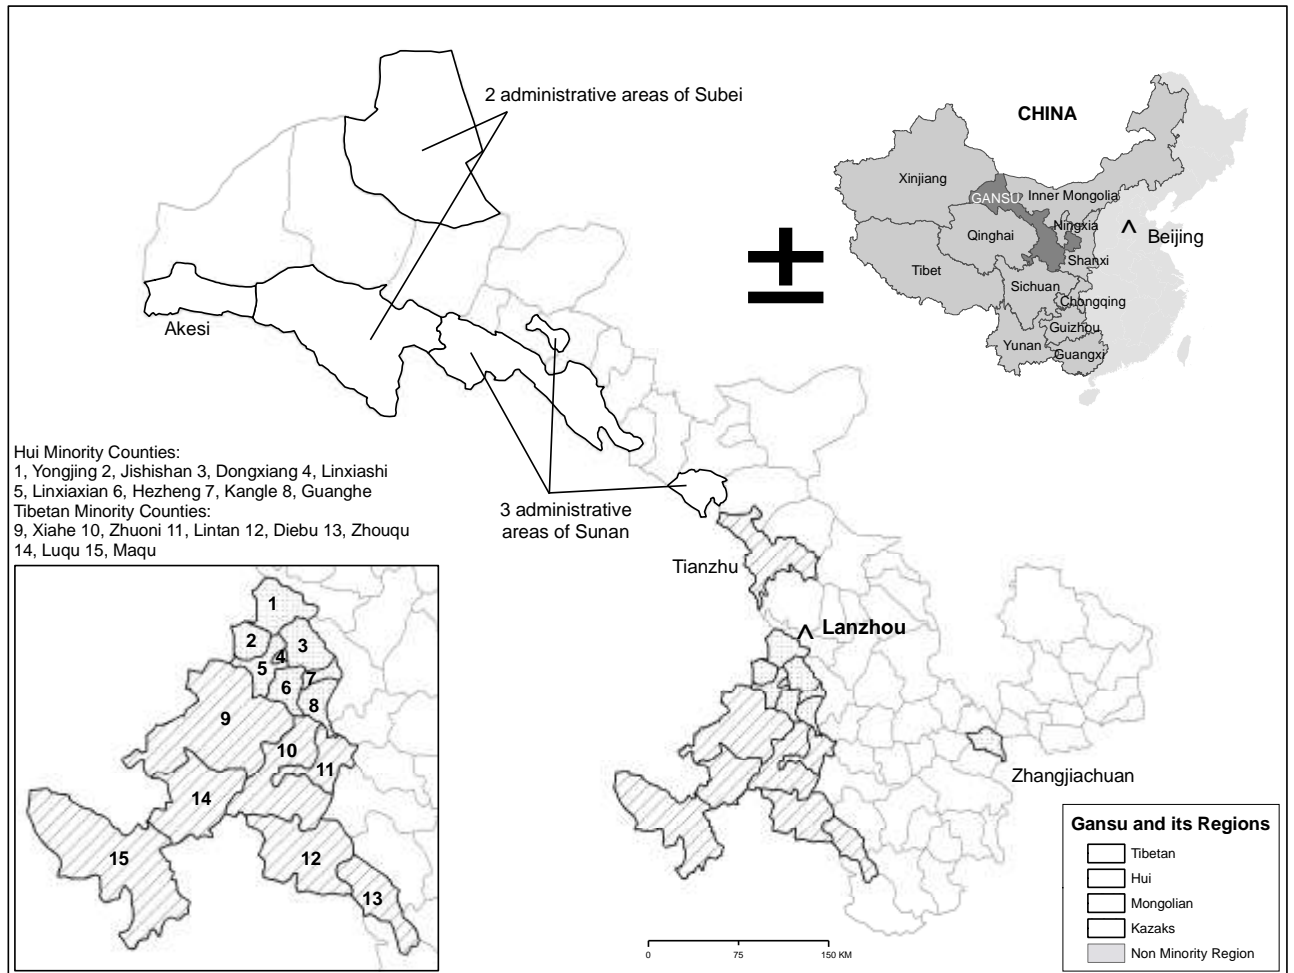 2 administrative areas of Subei
CHINA
Xinjiang
GANSU
Inner Mongolia
Ningxia
Qinghai
Beijing
Shanxi
Tibet
Sichuan
Chongqing
Guizhou
Yunan
Guangxi
Akesi
Hui Minority Counties:
1, Yongjing 2, Jishishan 3, Dongxiang 4, Linxiashi
5, Linxiaxian 6, Hezheng 7, Kangle 8, Guanghe
Tibetan Minority Counties:
9, Xiahe 10, Zhuoni 11, Lintan 12, Diebu 13, Zhouqu
14, Luqu 15, Maqu
3 administrative
areas of Sunan
Tianzhu
Lanzhou
Zhangjiachuan
1
2
3
4
5
6
7
8
9
10
11
14
12
15
13
Gansu and its Regions
Tibetan
Hui
Mongolian
Kazaks
Non Minority Region
0 75 150 KM